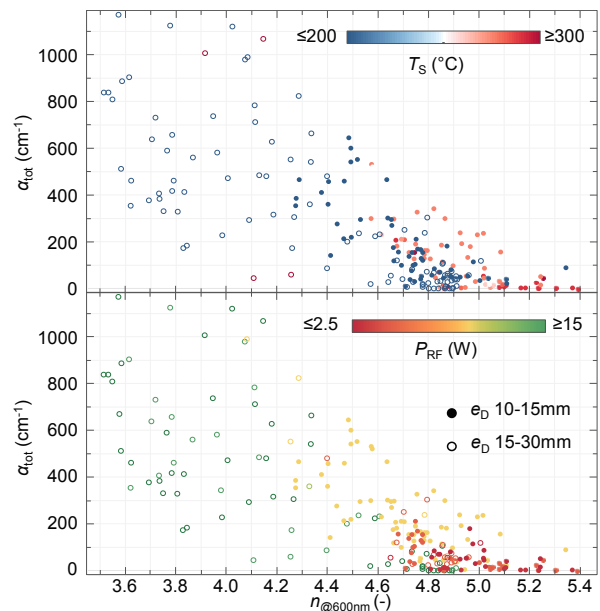 ≤200 ≥300
T_S (°C)
1000
800
600
400
200
0
α_tot (cm⁻¹)
≤2.5 ≥15
P_RF (W)
e_D 10-15mm
e_D 15-30mm
1000
800
600
400
200
0
α_tot (cm⁻¹)
3.6 3.8 4.0 4.2 4.4 4.6 4.8 5.0 5.2 5.4
n_@600nm (-)